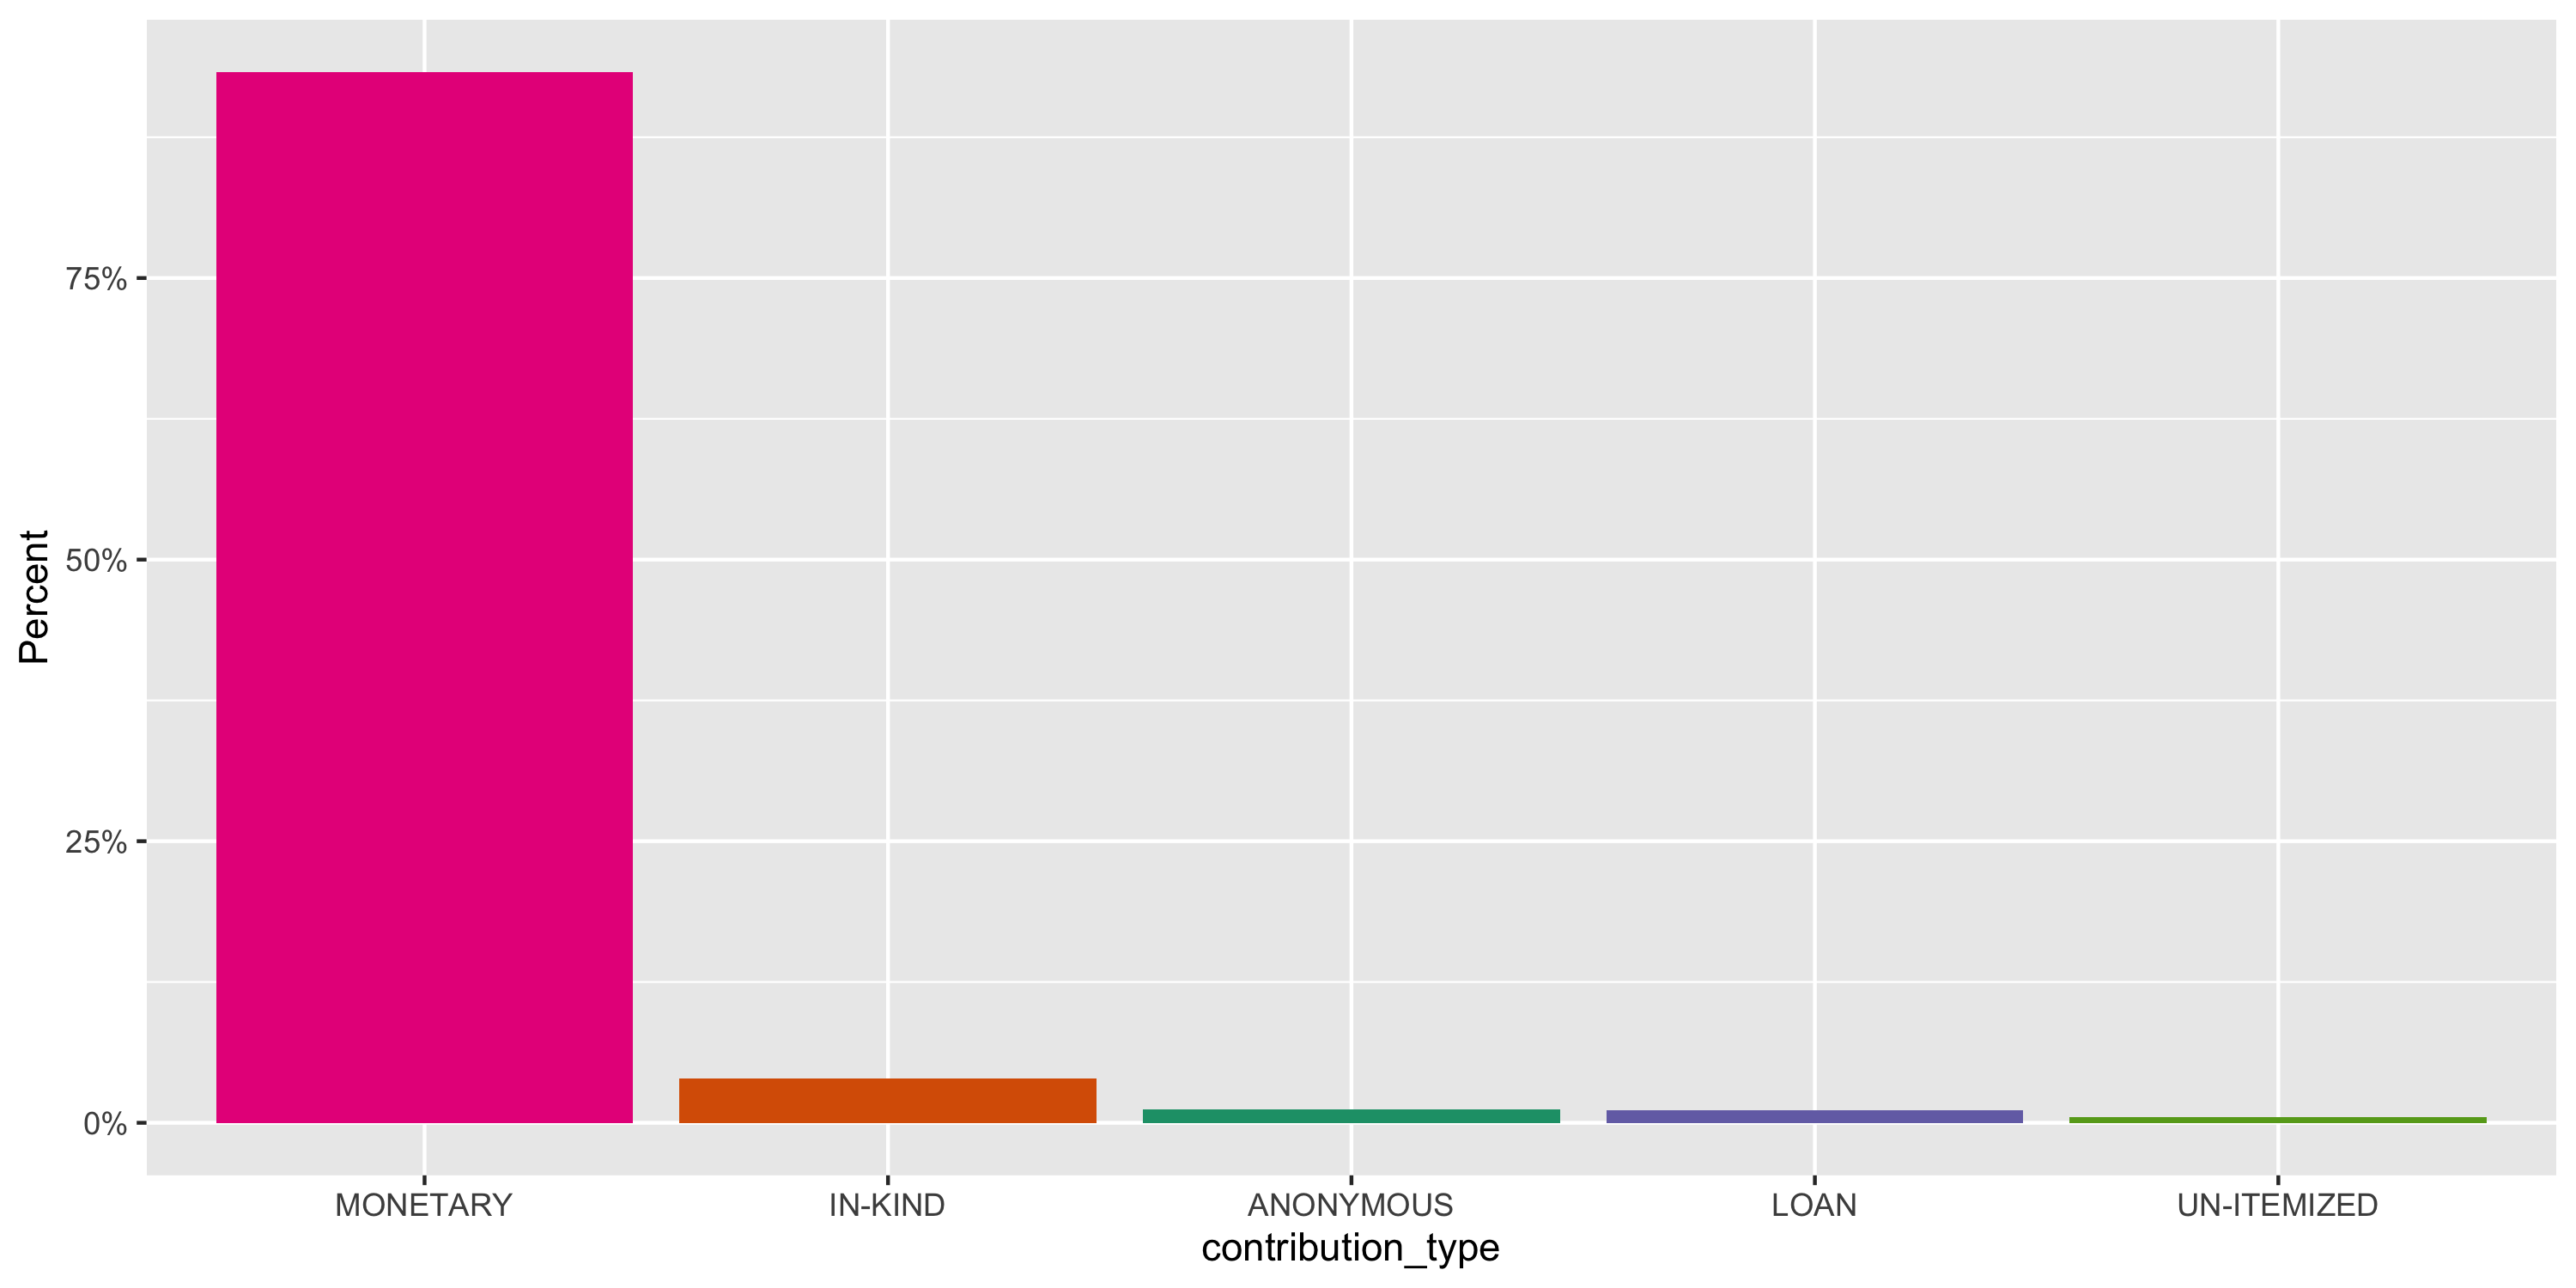 Percent
75%
50%
25%
0%
MONETARY IN-KIND ANONYMOUS LOAN UN-ITEMIZED
contribution_type